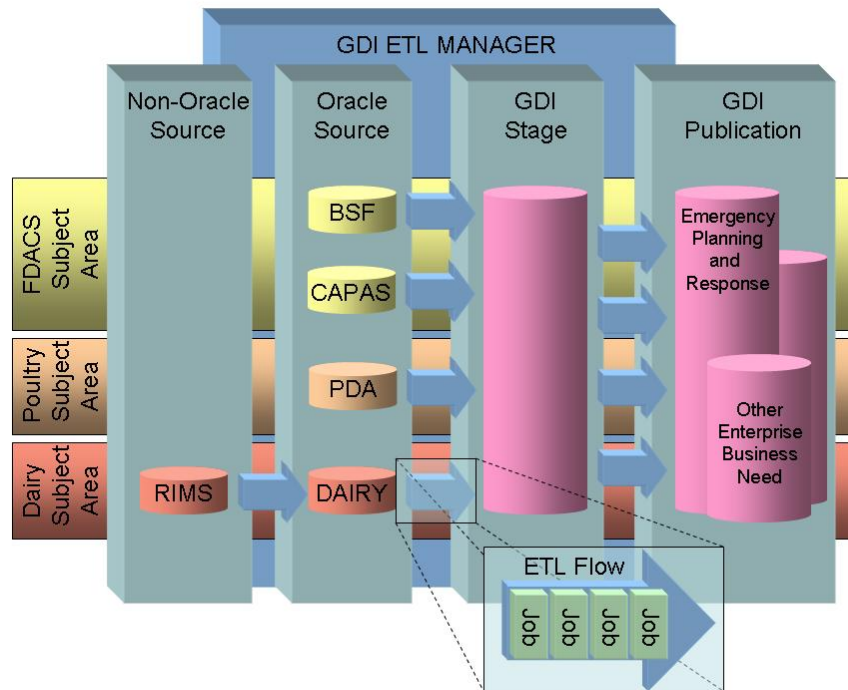 GDI ETL MANAGER
Non-Oracle
Source
Oracle
Source
GDI
Stage
GDI
Publication
FDACS
Subject
Area
BSF
CAPAS
Emergency
Planning
and
Response
Poultry
Subject
Area
PDA
Other
Enterprise
Business
Need
Dairy
Subject
Area
RIMS
DAIRY
ETL Flow
Job
Job
Job
Job